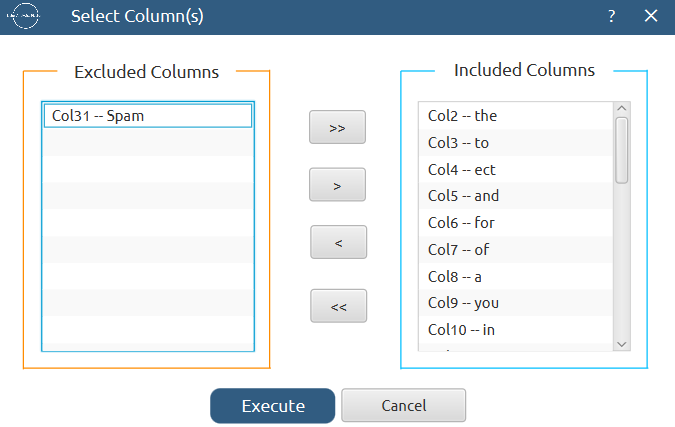 Select Column(s)
?
Excluded Columns
Included Columns
Col31 -- Spam
>>
>
<
<<
Col2 -- the
Col3 -- to
Col4 -- ect
Col5 -- and
Col6 -- for
Col7 -- of
Col8 -- a
Col9 -- you
Col10 -- in
Execute
Cancel